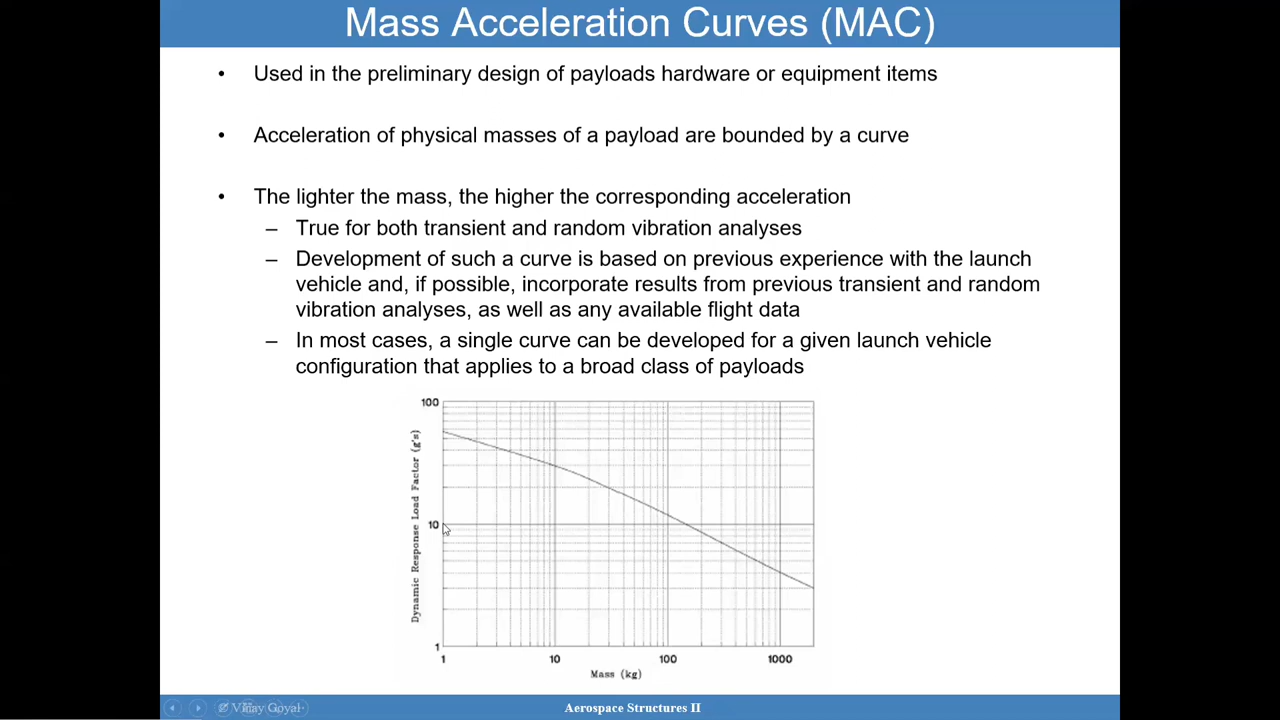 Mass Acceleration Curves (MAC)
• Used in the preliminary design of payloads hardware or equipment items
• Acceleration of physical masses of a payload are bounded by a curve
• The lighter the mass, the higher the corresponding acceleration
– True for both transient and random vibration analyses
– Development of such a curve is based on previous experience with the launch
vehicle and, if possible, incorporate results from previous transient and random
vibration analyses, as well as any available flight data
– In most cases, a single curve can be developed for a given launch vehicle
configuration that applies to a broad class of payloads
100
10
1
Dynamic Response Load Factor (g's)
1 10 100 1000
Mass (kg)
Vinay Goyal
Aerospace Structures II